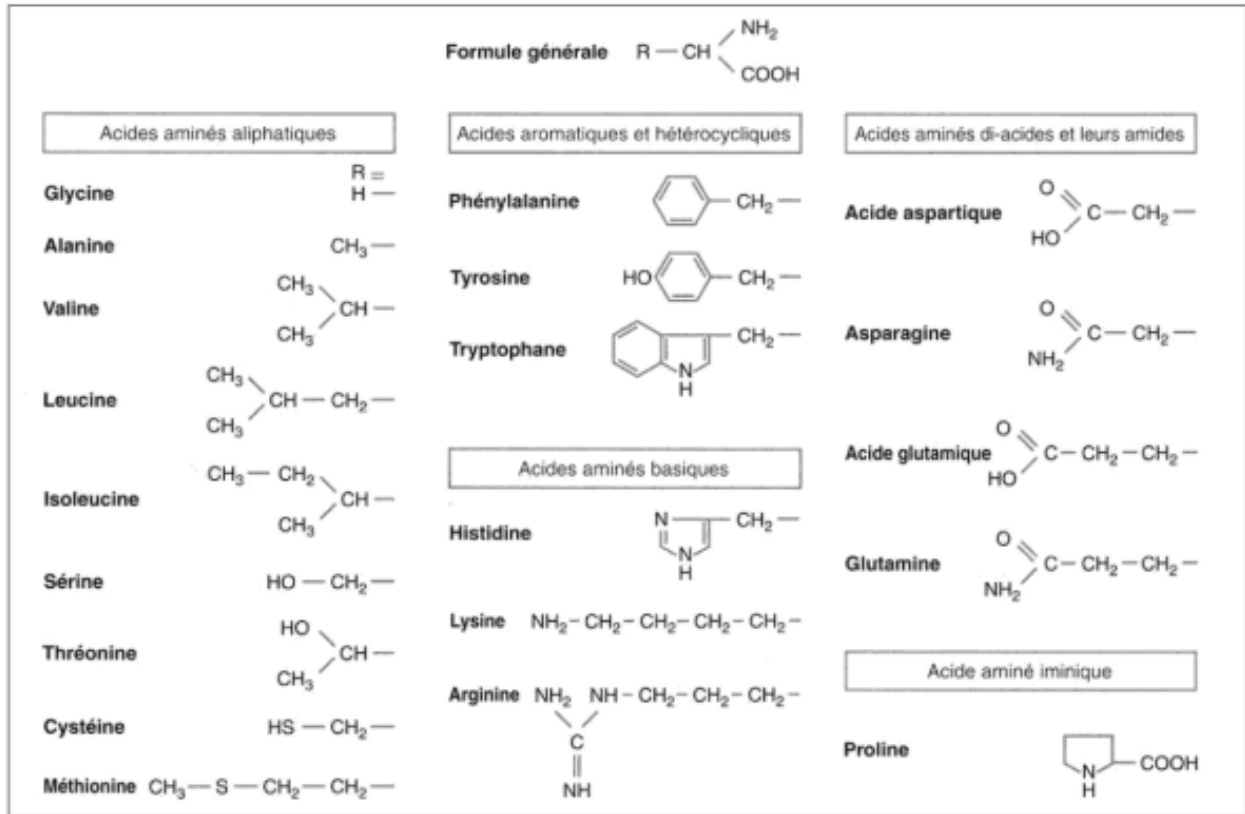 Formule générale R — CH NH₂ COOH
Acides aminés aliphatiques
R =
Glycine H —
Alanine CH₃ —
Valine CH₃ CH₃ CH —
Leucine CH₃ CH₃ CH — CH₂ —
Isoleucine CH₃ — CH₂ CH₃ CH —
Sérine HO — CH₂ —
Thréonine HO CH₃ CH —
Cystéine HS — CH₂ —
Méthionine CH₃ — S — CH₂ — CH₂ —
Acides aromatiques et hétérocycliques
Phénylalanine CH₂ —
Tyrosine HO CH₂ —
Tryptophane CH₂ — N H
Acides aminés basiques
Histidine N CH₂ — N H
Lysine NH₂ – CH₂ – CH₂ – CH₂ – CH₂ –
Arginine NH₂ NH – CH₂ – CH₂ – CH₂ –
C
NH
Acides aminés di-acides et leurs amides
Acide aspartique O HO C — CH₂ —
Asparagine O NH₂ C — CH₂ —
Acide glutamique O HO C — CH₂ — CH₂ —
Glutamine O NH₂ C — CH₂ — CH₂ —
Acide aminé iminique
Proline N H COOH